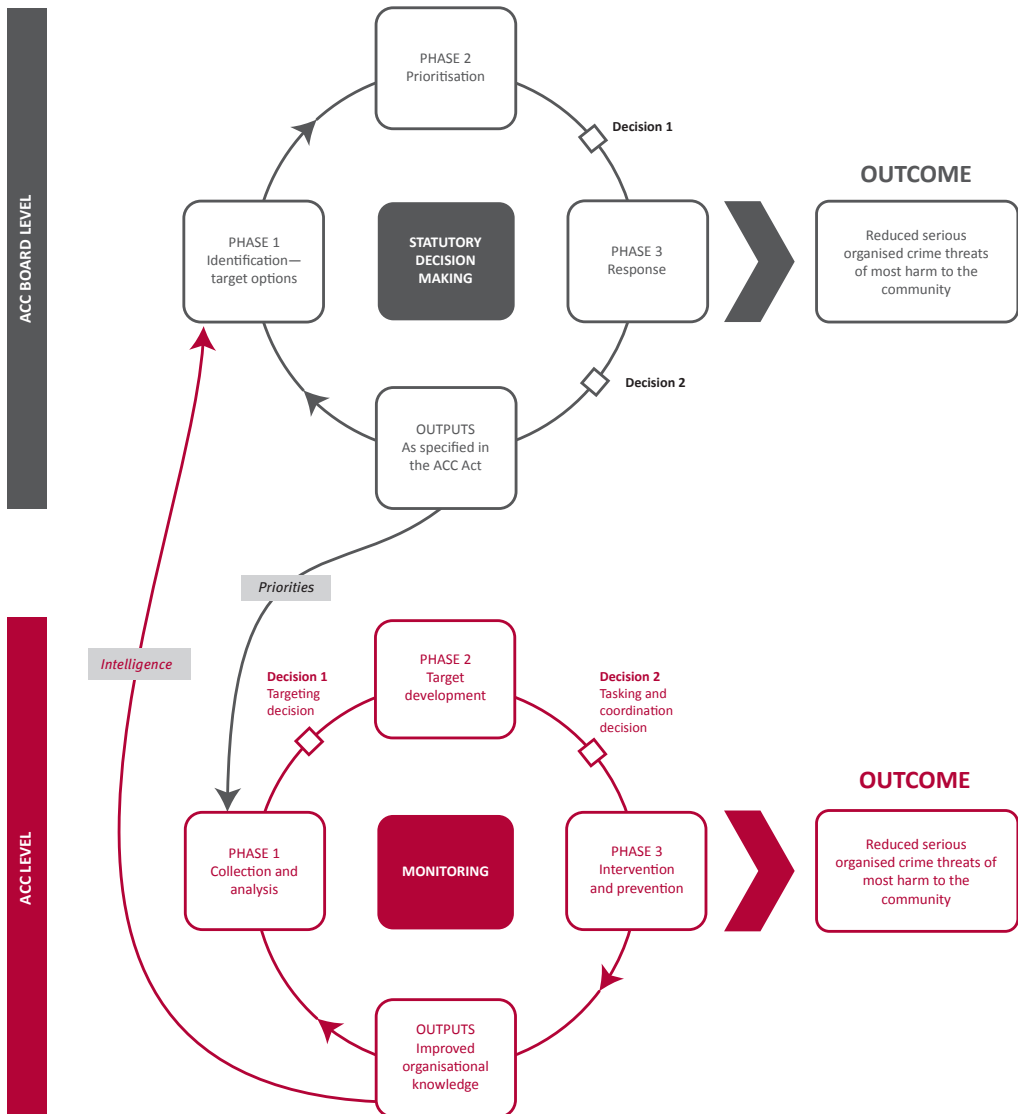 ACC BOARD LEVEL
PHASE 2
Prioritisation
Decision 1
PHASE 1
Identification—
target options
STATUTORY
DECISION
MAKING
PHASE 3
Response
OUTCOME
Reduced serious
organised crime threats
of most harm to the
community
Decision 2
OUTPUTS
As specified in
the ACC Act
Priorities
Intelligence
ACC LEVEL
Decision 1
Targeting
decision
PHASE 2
Target
development
Decision 2
Tasking and
coordination
decision
PHASE 1
Collection and
analysis
MONITORING
PHASE 3
Intervention
and prevention
OUTCOME
Reduced serious
organised crime threats of
most harm to the
community
OUTPUTS
Improved
organisational
knowledge